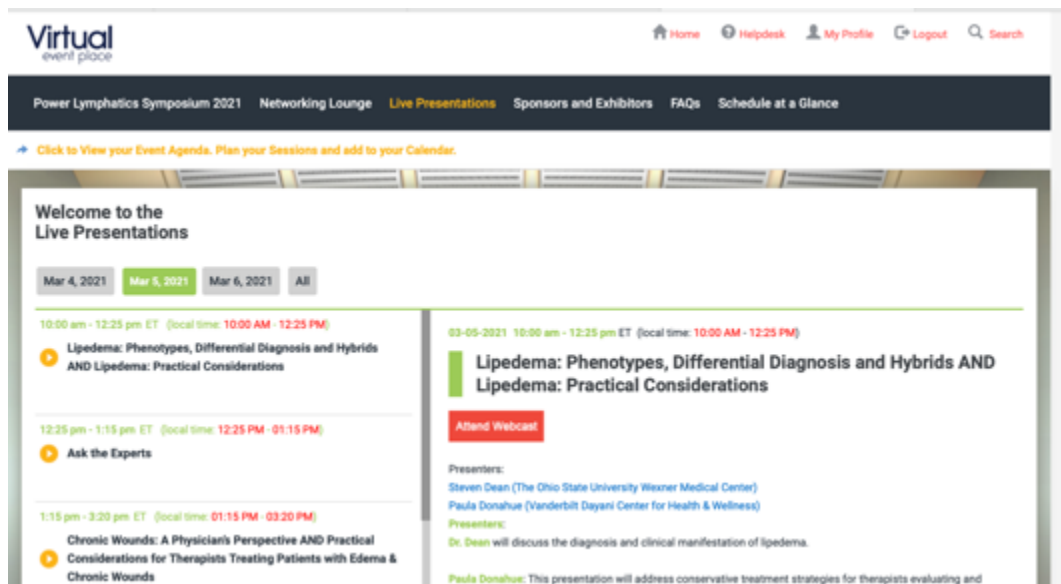 Virtual
event place
Home Helpdesk My Profile Logout Search
Power Lymphatics Symposium 2021 Networking Lounge Live Presentations Sponsors and Exhibitors FAQs Schedule at a Glance
Click to View your Event Agenda. Plan your Sessions and add to your Calendar.
Welcome to the
Live Presentations
Mar 4, 2021 Mar 5, 2021 Mar 6, 2021 All
10:00 am - 12:25 pm ET (local time: 10:00 AM - 12:25 PM)
Lipedema: Phenotypes, Differential Diagnosis and Hybrids
AND Lipedema: Practical Considerations
12:25 pm - 1:15 pm ET (local time: 12:25 PM - 01:15 PM)
Ask the Experts
1:15 pm - 3:20 pm ET (local time: 01:15 PM - 03:20 PM)
Chronic Wounds: A Physician's Perspective AND Practical
Considerations for Therapists Treating Patients with Edema &
Chronic Wounds
03-05-2021 10:00 am - 12:25 pm ET (local time: 10:00 AM - 12:25 PM)
Lipedema: Phenotypes, Differential Diagnosis and Hybrids AND
Lipedema: Practical Considerations
Attend Webcast
Presenters:
Steven Dean (The Ohio State University Wexner Medical Center)
Paula Donahue (Vanderbilt Dayani Center for Health & Wellness)
Presenters:
Dr. Dean will discuss the diagnosis and clinical manifestation of lipedema.
Paula Donahue: This presentation will address conservative treatment strategies for therapists evaluating and